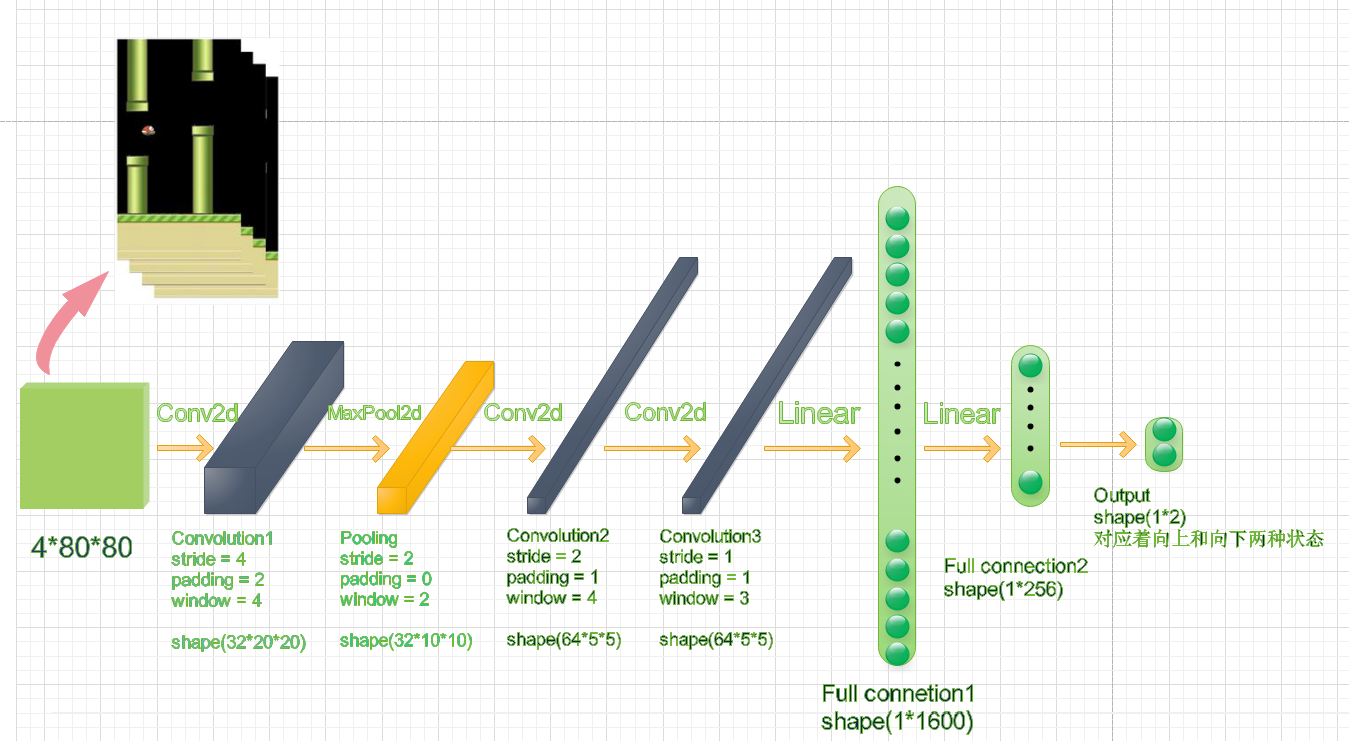 Conv2d
MaxPool2d
Conv2d
Conv2d
Linear
Linear
4*80*80
Convolution1
stride = 4
padding = 2
window = 4
shape(32*20*20)
Pooling
stride = 2
padding = 0
window = 2
shape(32*10*10)
Convolution2
stride = 2
padding = 1
window = 4
shape(64*5*5)
Convolution3
stride = 1
padding = 1
window = 3
shape(64*5*5)
Full connetion1
shape(1*1600)
Full connection2
shape(1*256)
Output
shape(1*2)
对应着向上和向下两种状态